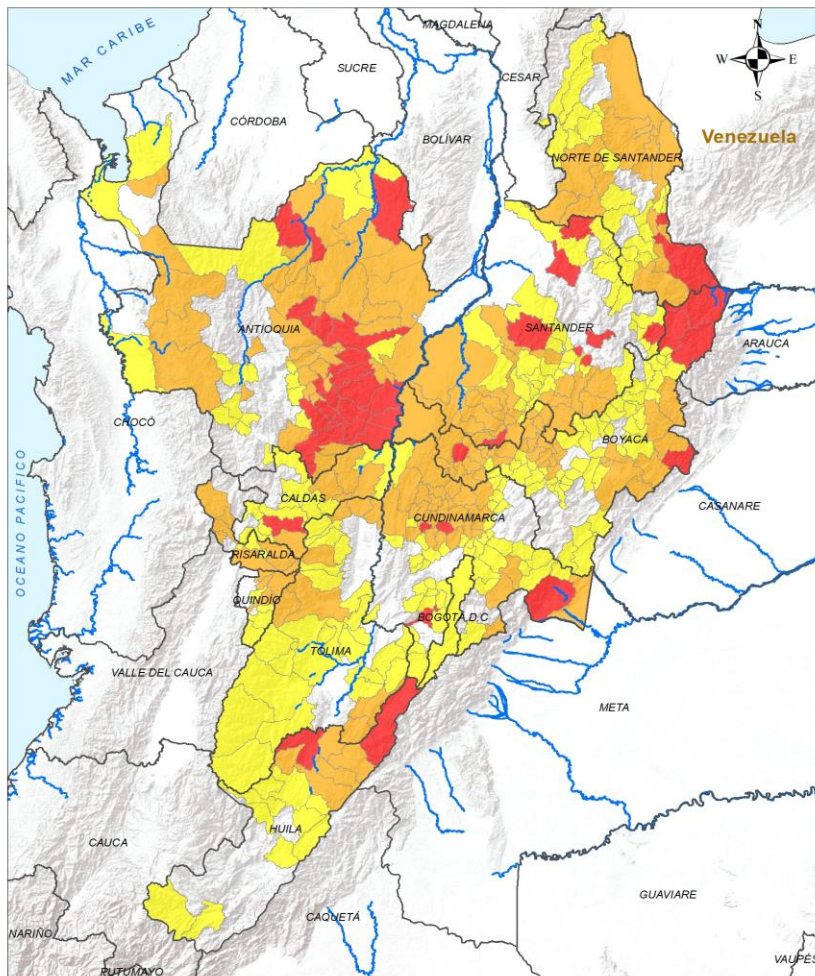 MAGDALENA
N
MAR CARIBE
SUCRE
CESAR
W
E
S
CÓRDOBA
BOLÍVAR
Venezuela
NORTE DE SANTANDER
ANTIOQUIA
SANTANDER
ARAUCA
CHOCÓ
BOYACÁ
OCEANO PACIFICO
CALDAS
CASANARE
CUNDINAMARCA
RISARALDA
QUINDÍO
BOGOTÁ, D.C
TOLIMA
VALLE DEL CAUCA
META
HUILA
CAUCA
GUAVIARE
CAQUETÁ
NARIÑO
PUTUMAYO
VAUPÉS